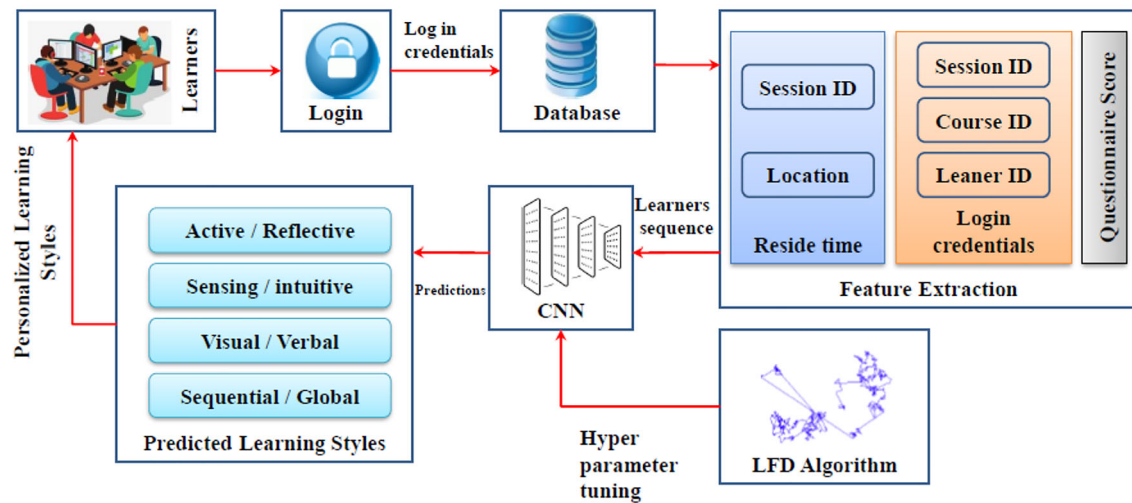 Learners
Login
Log in
credentials
Database
Session ID
Location
Reside time
Session ID
Course ID
Leaner ID
Login
credentials
Questionnaire Score
Feature Extraction
Learners
sequence
CNN
Predictions
Active / Reflective
Sensing / intuitive
Visual / Verbal
Sequential / Global
Predicted Learning Styles
Personalized Learning
Styles
Hyper
parameter
tuning
LFD Algorithm